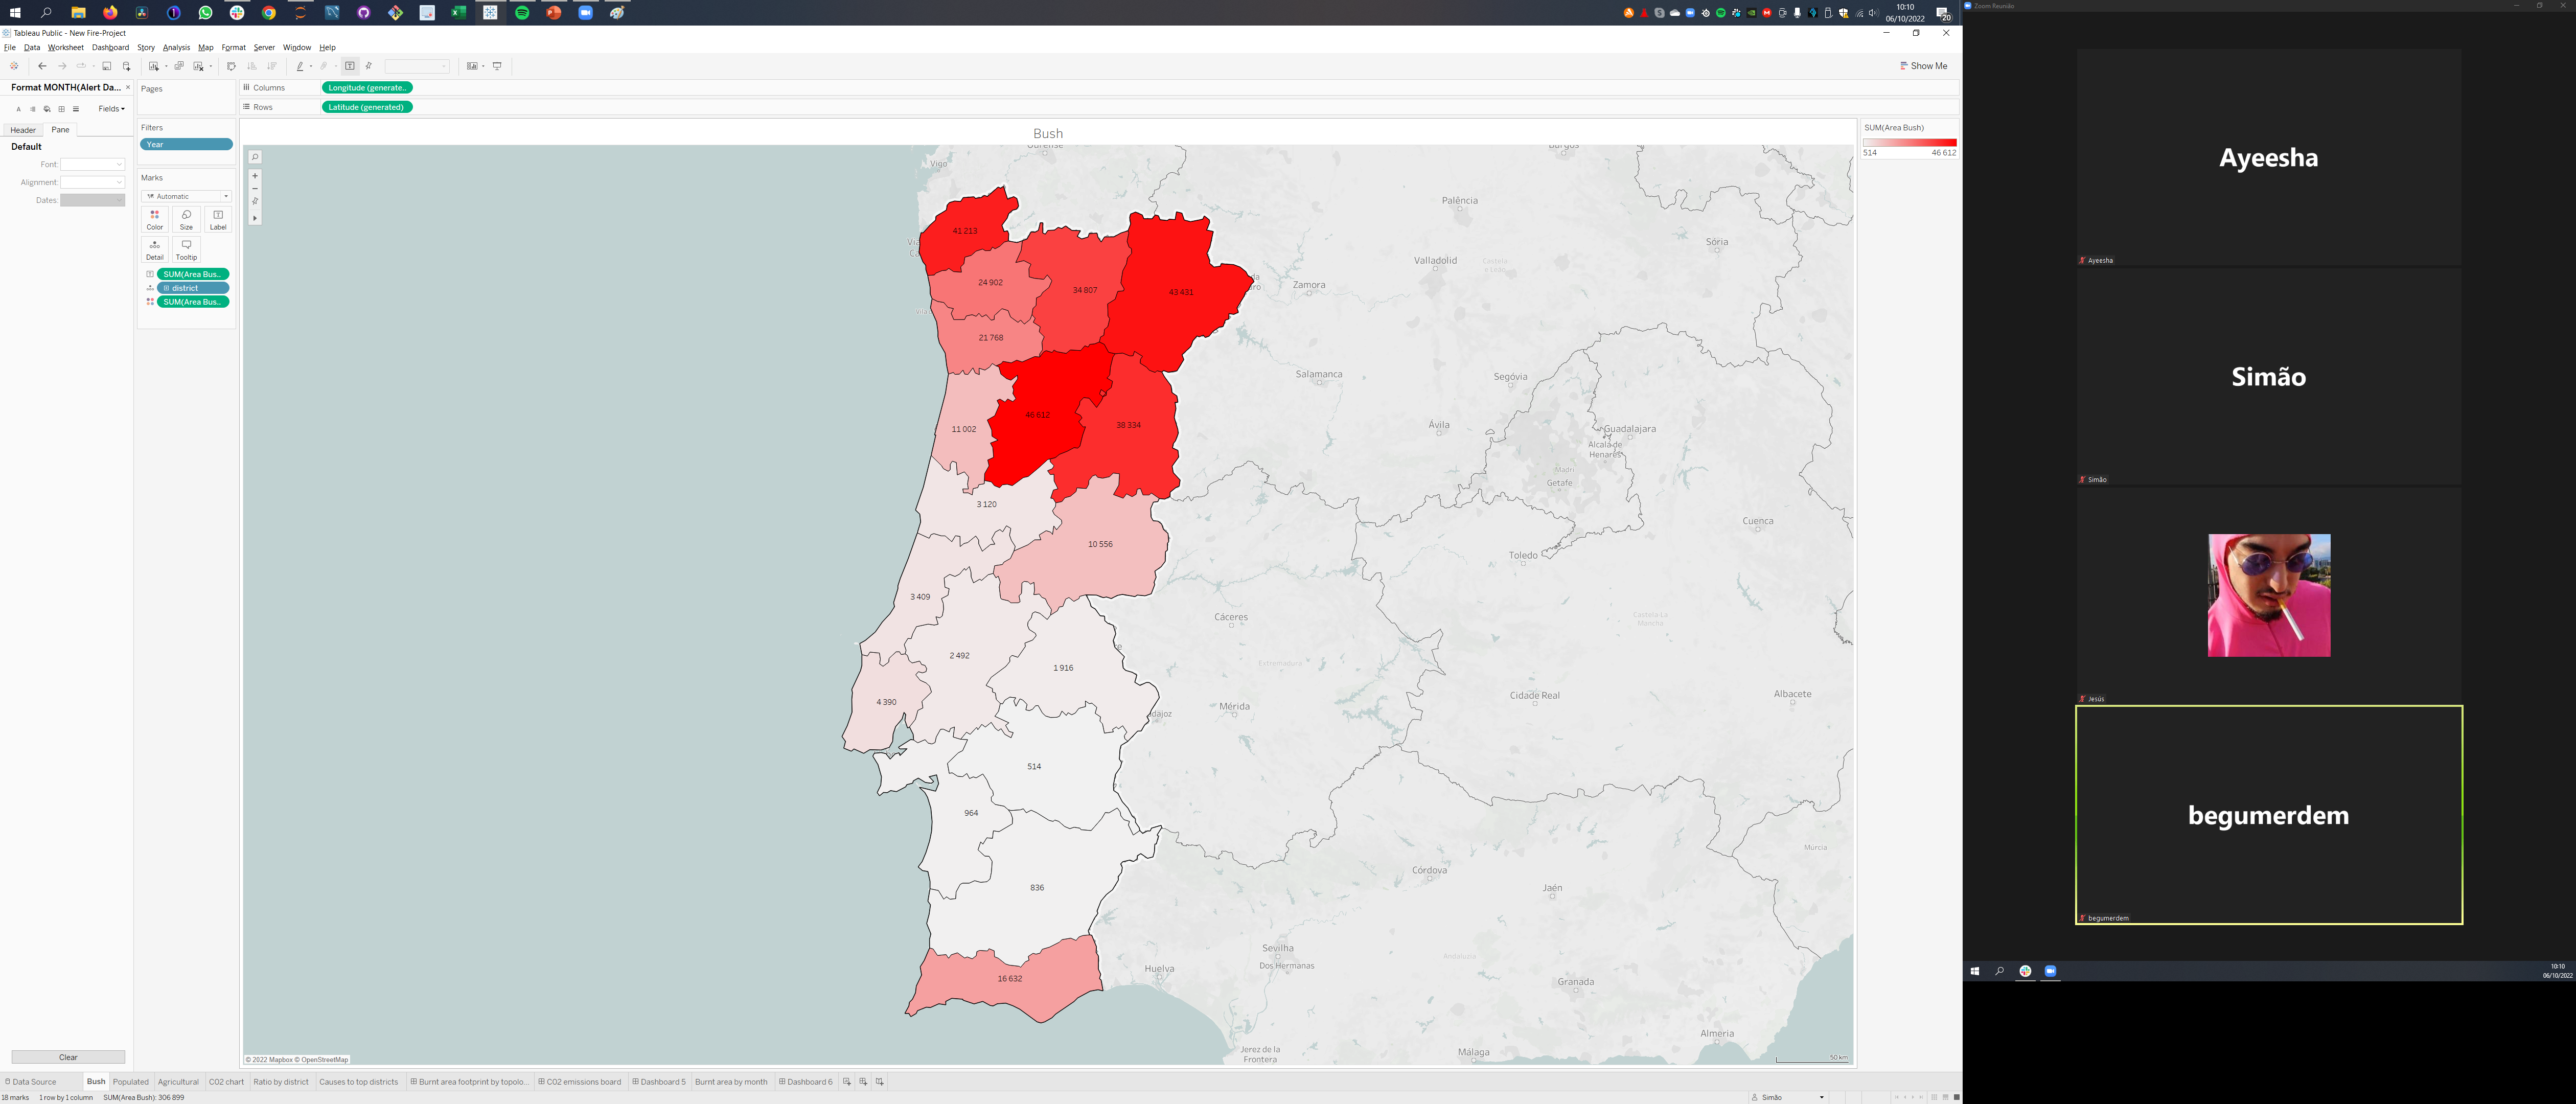 10:10
06/10/2022
20
Tableau Public - New Fire-Project
File Data Worksheet Dashboard Story Analysis Map Format Server Window Help
Show Me
Format MONTH(Alert Da...
Fields
Header Pane
Default
Font:
Alignment:
Dates:
Clear
Pages
Filters
Year
Marks
Automatic
Color Size Label
Detail Tooltip
SUM(Area Bus..
district
SUM(Area Bus..
Columns Longitude (generate..
Rows Latitude (generated)
Bush
SUM(Area Bush)
514 46 612
Ourense
Burgos
Vigo
Palência
41 213
Sória
Valladolid
Castela
e Leão
24 902
34 807
43 431
Zamora
21 768
Salamanca
Segóvia
46 612
38 334
11 002
Ávila
Guadalajara
Alcalá de
Henares
Madri
Getafe
3 120
Cuenca
10 556
Toledo
3 409
Cáceres
Castela-La
Mancha
2 492
1 916
Extremadura
4 390
Cidade Real
Albacete
Mérida
dajoz
514
964
Múrcia
836
Córdova
Jaén
Sevilha
Dos Hermanas
Andaluzia
16 632
Huelva
Granada
Almeria
Jerez de la
Frontera
Málaga
© 2022 Mapbox © OpenStreetMap
50 km
Data Source Bush Populated Agricultural CO2 chart Ratio by district Causes to top districts Burnt area footprint by topolo... CO2 emissions board Dashboard 5 Burnt area by month Dashboard 6
18 marks 1 row by 1 column SUM(Area Bush): 306 899
Simão
Zoom Reunião
Ayeesha
Ayeesha
Simão
Simão
Jesús
begumerdem
begumerdem
10:10
06/10/2022